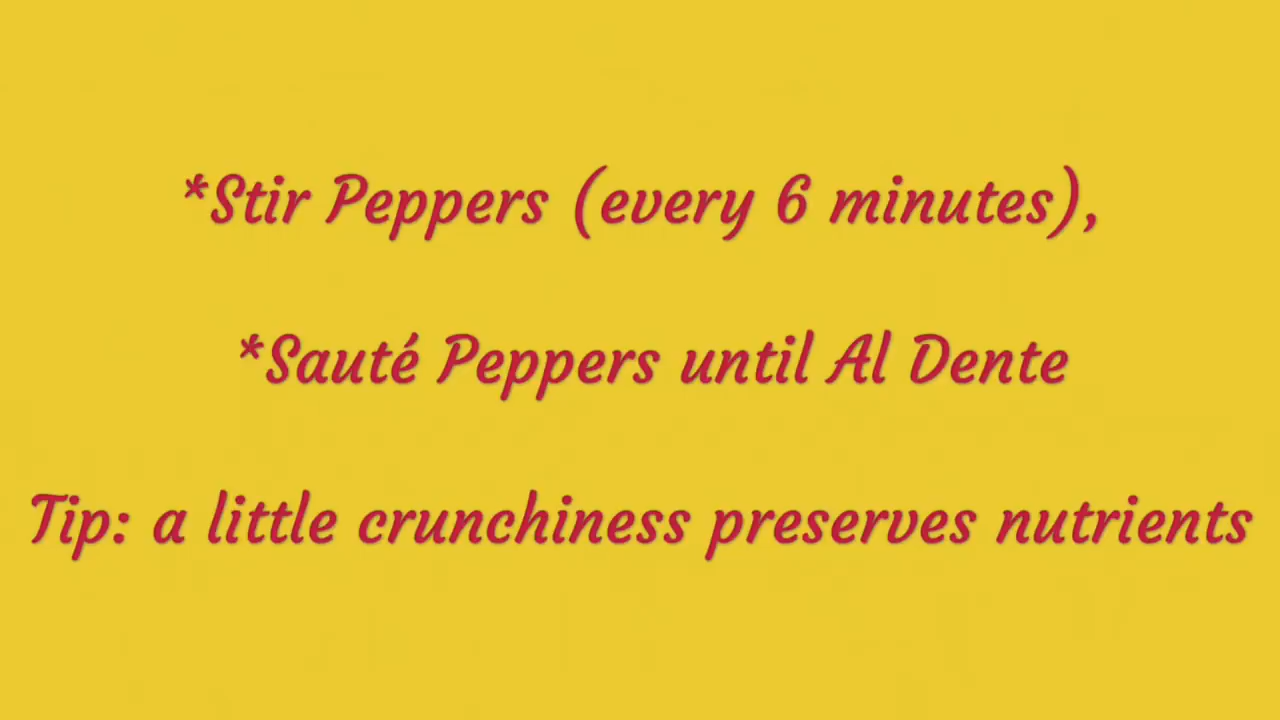 *Stir Peppers (every 6 minutes),
*Sauté Peppers until Al Dente
Tip: a little crunchiness preserves nutrients